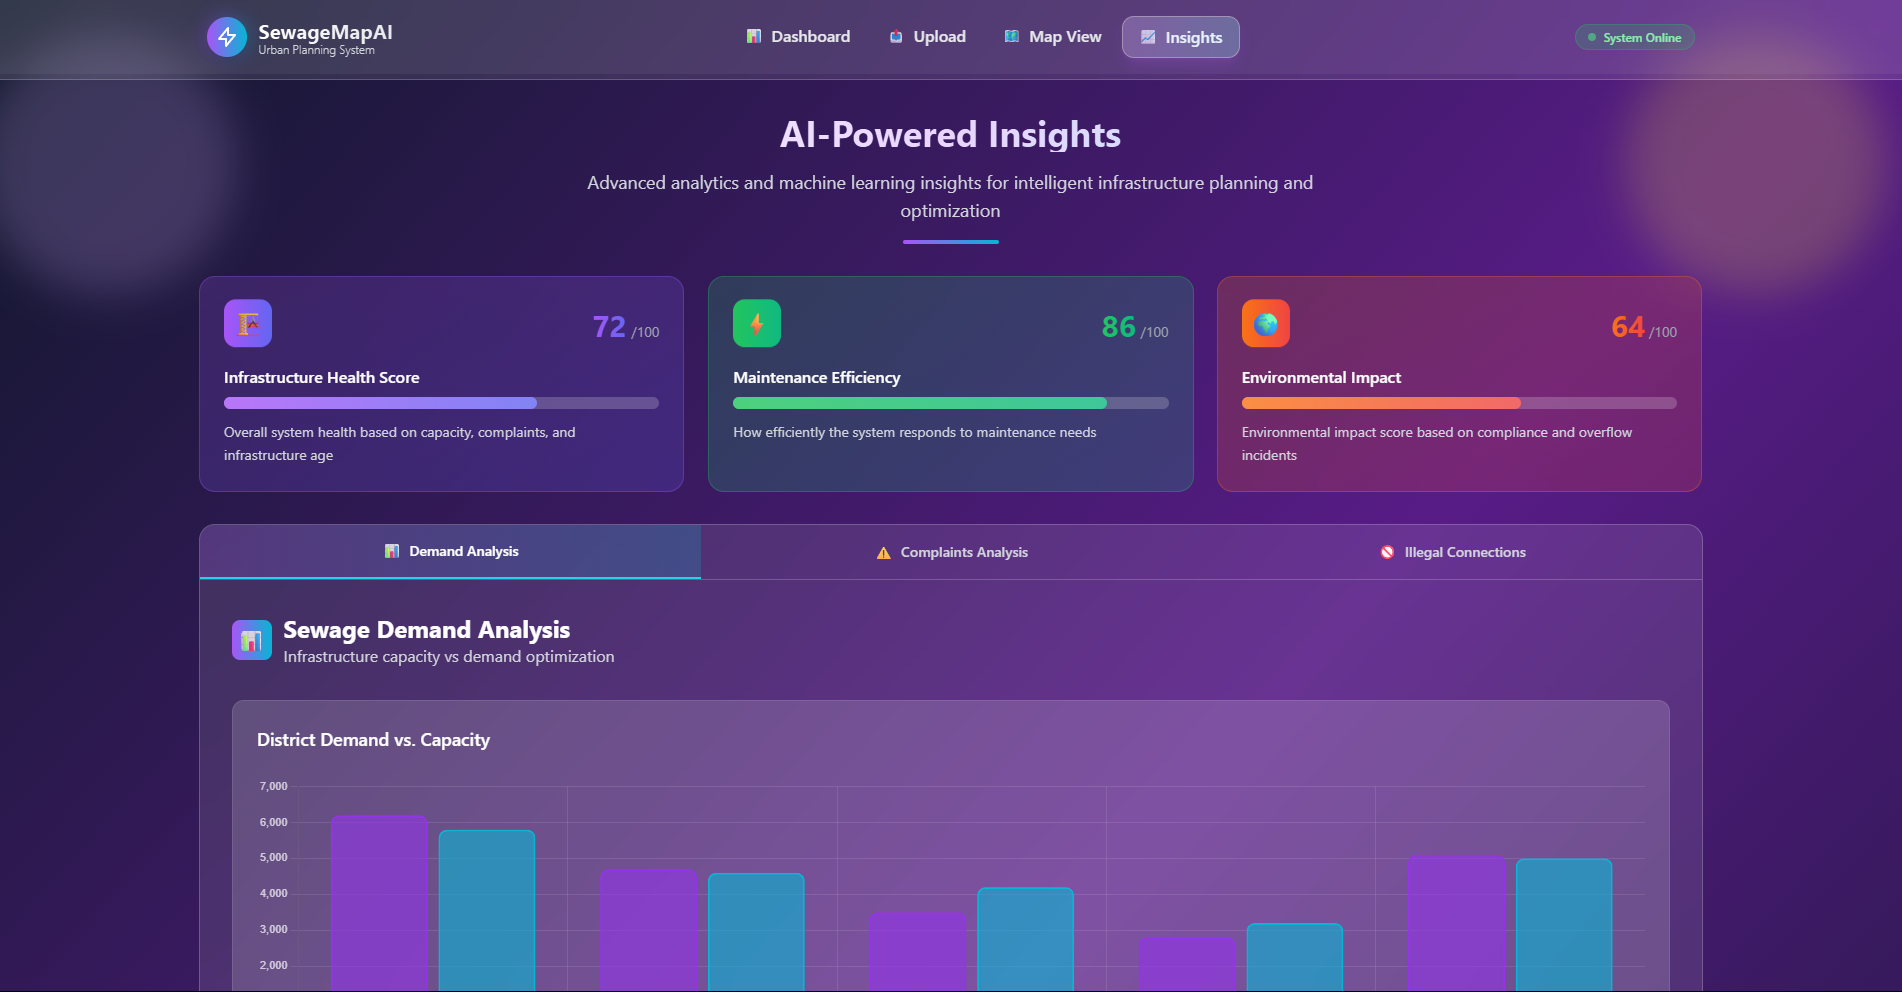 SewageMapAI
Urban Planning System
Dashboard
Upload
Map View
Insights
System Online
AI-Powered Insights
Advanced analytics and machine learning insights for intelligent infrastructure planning and
optimization
72 /100
Infrastructure Health Score
Overall system health based on capacity, complaints, and
infrastructure age
86 /100
Maintenance Efficiency
How efficiently the system responds to maintenance needs
64 /100
Environmental Impact
Environmental impact score based on compliance and overflow
incidents
Demand Analysis
Complaints Analysis
Illegal Connections
Sewage Demand Analysis
Infrastructure capacity vs demand optimization
District Demand vs. Capacity
7,000
6,000
5,000
4,000
3,000
2,000